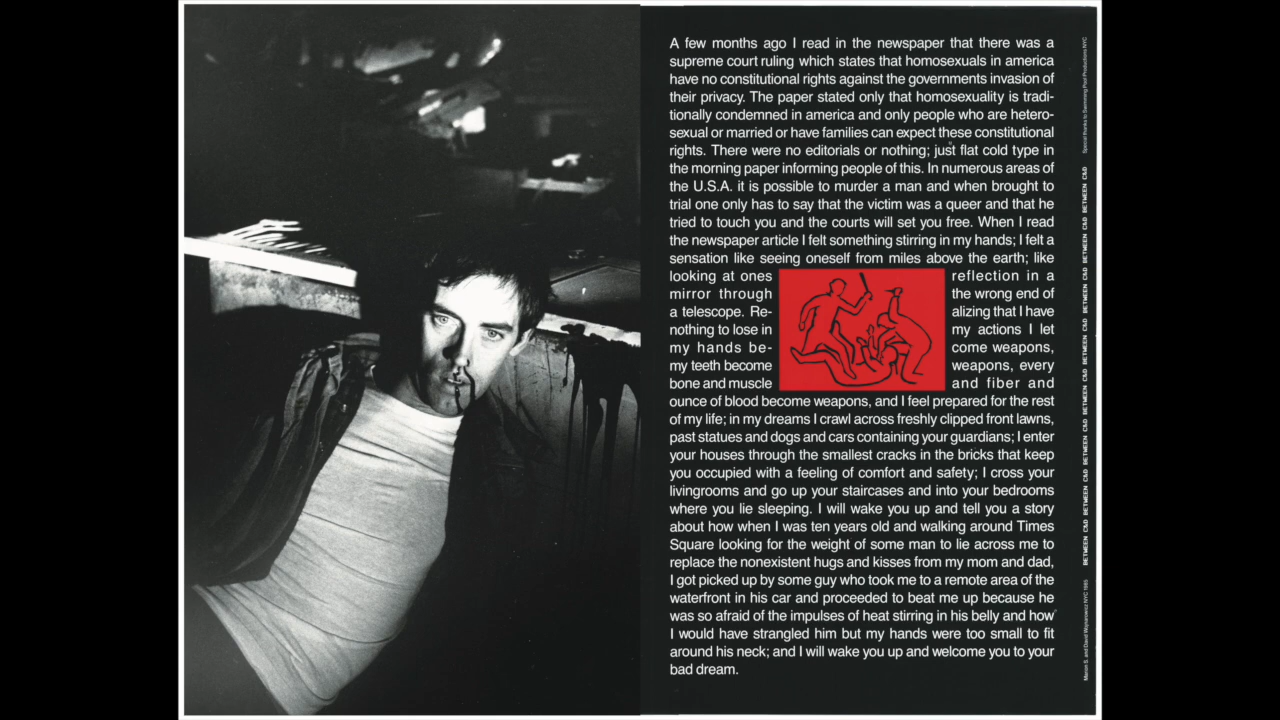 A few months ago I read in the newspaper that there was a
supreme court ruling which states that homosexuals in america
have no constitutional rights against the governments invasion of
their privacy. The paper stated only that homosexuality is tradi-
tionally condemned in america and only people who are hetero-
sexual or married or have families can expect these constitutional
rights. There were no editorials or nothing; just flat cold type in
the morning paper informing people of this. In numerous areas of
the U.S.A. it is possible to murder a man and when brought to
trial one only has to say that the victim was a queer and that he
tried to touch you and the courts will set you free. When I read
the newspaper article I felt something stirring in my hands; I felt a
sensation like seeing oneself from miles above the earth; like
looking at ones reflection in a
mirror through the wrong end of
a telescope. Re- alizing that I have
nothing to lose in my actions I let
my hands be- come weapons,
my teeth become weapons, every
bone and muscle and fiber and
ounce of blood become weapons, and I feel prepared for the rest
of my life; in my dreams I crawl across freshly clipped front lawns,
past statues and dogs and cars containing your guardians; I enter
your houses through the smallest cracks in the bricks that keep
you occupied with a feeling of comfort and safety; I cross your
livingrooms and go up your staircases and into your bedrooms
where you lie sleeping. I will wake you up and tell you a story
about how when I was ten years old and walking around Times
Square looking for the weight of some man to lie across me to
replace the nonexistent hugs and kisses from my mom and dad,
I got picked up by some guy who took me to a remote area of the
waterfront in his car and proceeded to beat me up because he
was so afraid of the impulses of heat stirring in his belly and how
I would have strangled him but my hands were too small to fit
around his neck; and I will wake you up and welcome you to your
bad dream.
Marion S. and David Wojnarowicz NYC 1985
BETWEEN C&D BETWEEN C&D BETWEEN C&D BETWEEN C&D BETWEEN C&D BETWEEN C&D BETWEEN C&D
Special thanks to Swimming Pool Productions NYC